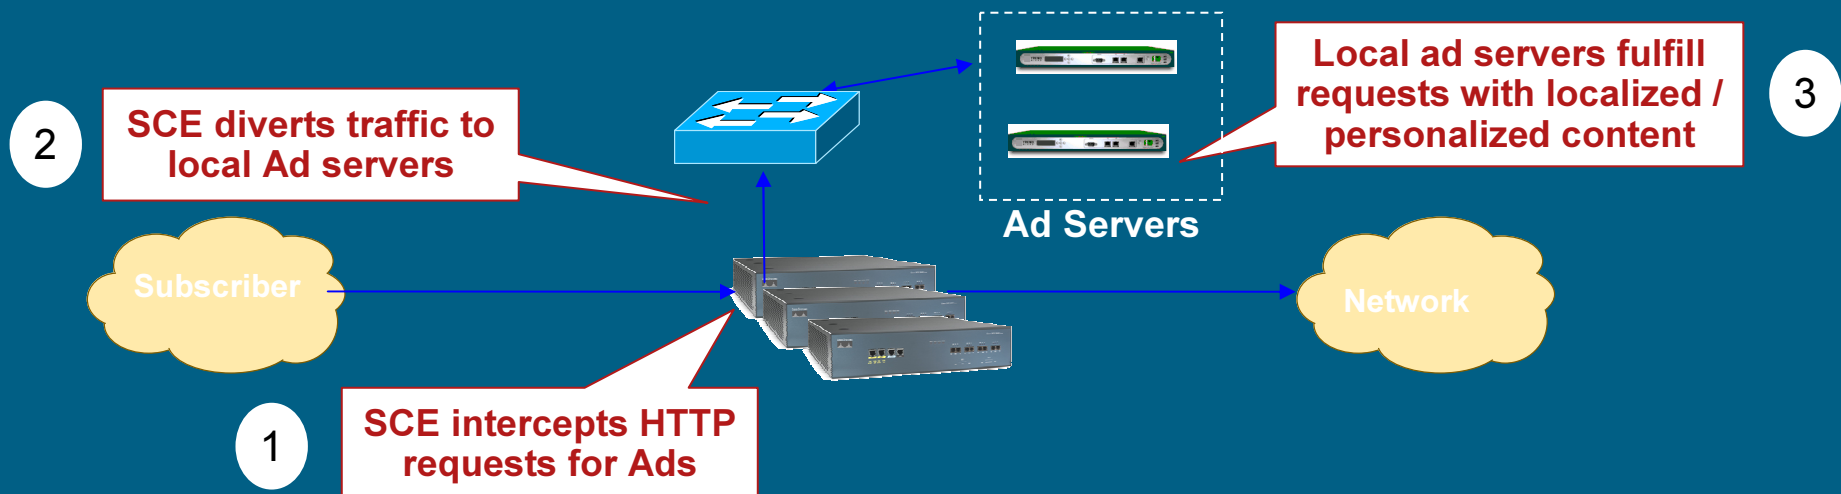 2
SCE diverts traffic to
local Ad servers
Local ad servers fulfill
requests with localized /
personalized content
3
Ad Servers
Subscriber
Network
1
SCE intercepts HTTP
requests for Ads